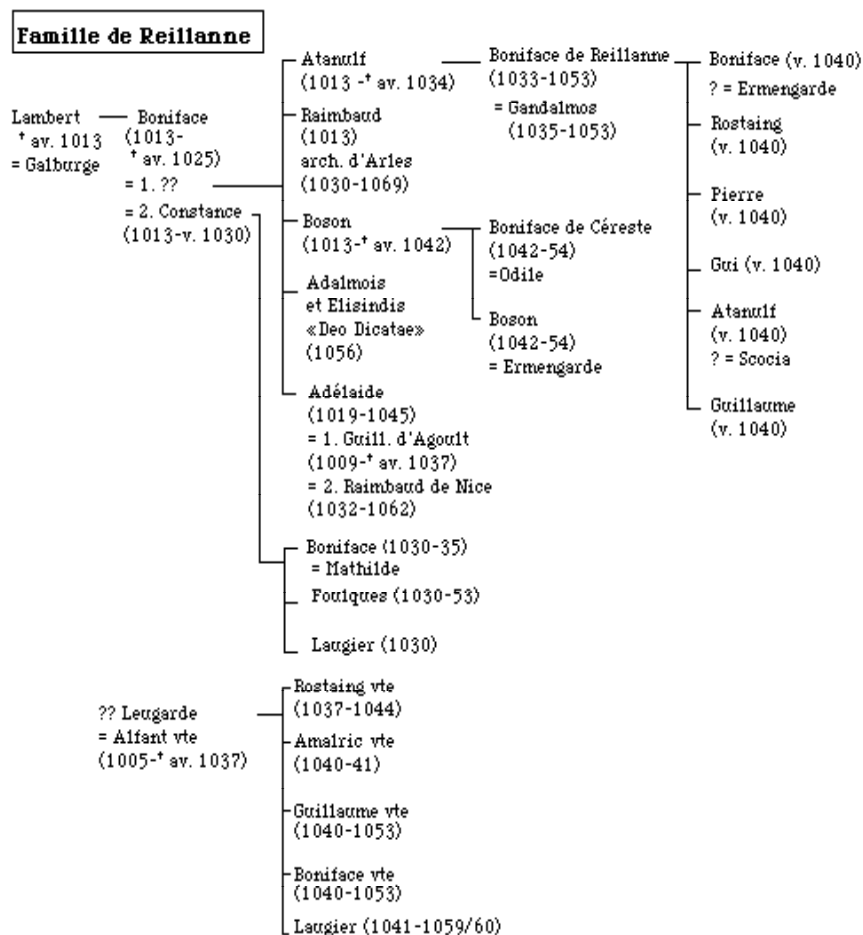 Famille de Reillanne
Lambert
† av. 1013
= Galburge
Boniface
(1013-
† av. 1025)
= 1. ??
= 2. Constance
(1013-v. 1030)
Atanulf
(1013 -† av. 1034)
Raimbaud
(1013)
arch. d'Arles
(1030-1069)
Boson
(1013-† av. 1042)
Adalmois
et Elisindis
«Deo Dicatae»
(1056)
Adélaide
(1019-1045)
= 1. Guill. d'Agoult
(1009-† av. 1037)
= 2. Raimbaud de Nice
(1032-1062)
Boniface (1030-35)
= Mathilde
Foulques (1030-53)
Laugier (1030)
Boniface de Reillanne
(1033-1053)
= Gandalmos
(1035-1053)
Boniface de Céreste
(1042-54)
=Odile
Boson
(1042-54)
= Ermengarde
Boniface (v. 1040)
? = Ermengarde
Rostaing
(v. 1040)
Pierre
(v. 1040)
Gui (v. 1040)
Atanulf
(v. 1040)
? = Scocia
Guillaume
(v. 1040)
?? Leugarde
= Alfant vte
(1005-† av. 1037)
Rostaing vte
(1037-1044)
Amalric vte
(1040-41)
Guillaume vte
(1040-1053)
Boniface vte
(1040-1053)
Laugier (1041-1059/60)